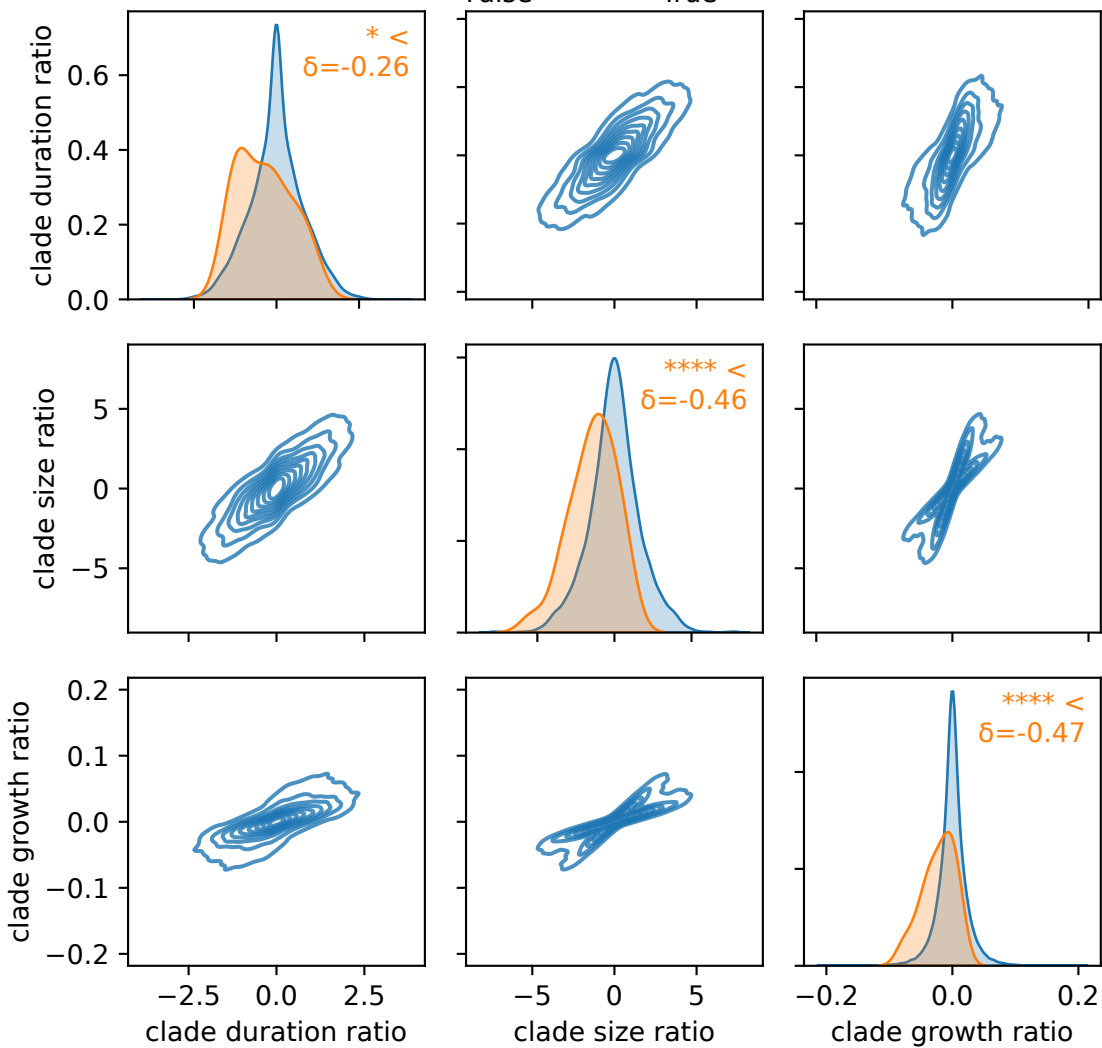 clade duration ratio
0.6
0.4
0.2
0.0
* <
δ=-0.26
clade size ratio
5
0
−5
**** <
δ=-0.46
clade growth ratio
0.2
0.1
0.0
−0.1
−0.2
**** <
δ=-0.47
−2.5 0.0 2.5
−5 0 5
−0.2 0.0 0.2
clade duration ratio
clade size ratio
clade growth ratio